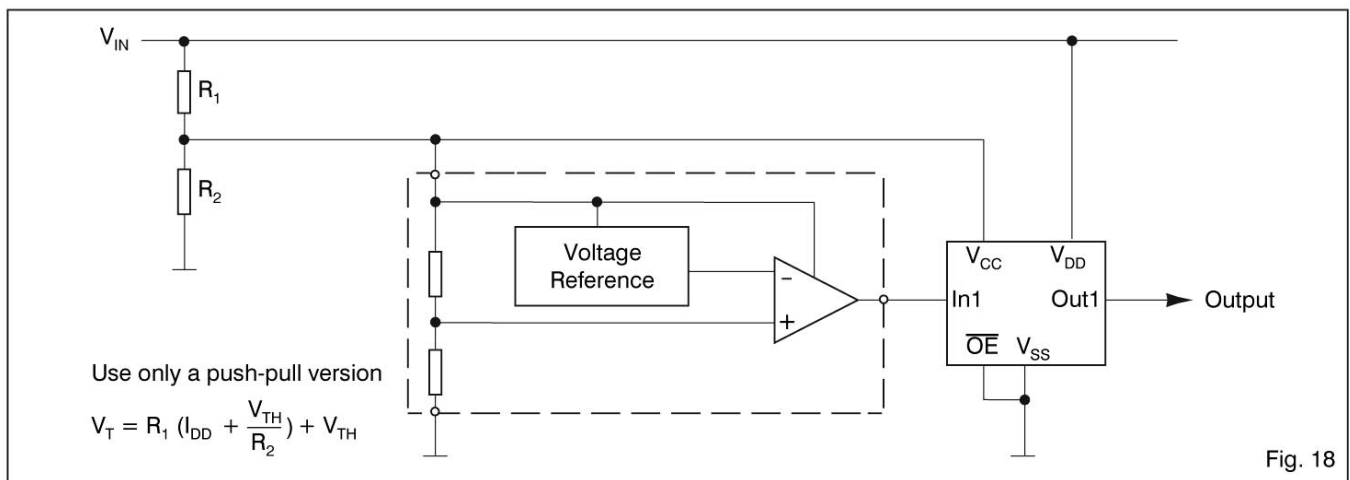 V_IN
R_1
R_2
Voltage
Reference
−
+
V_CC V_DD
In1 Out1
Output
O̅E̅ V_SS
Use only a push-pull version
V_T = R_1 (I_DD + V_TH/R_2) + V_TH
Fig. 18